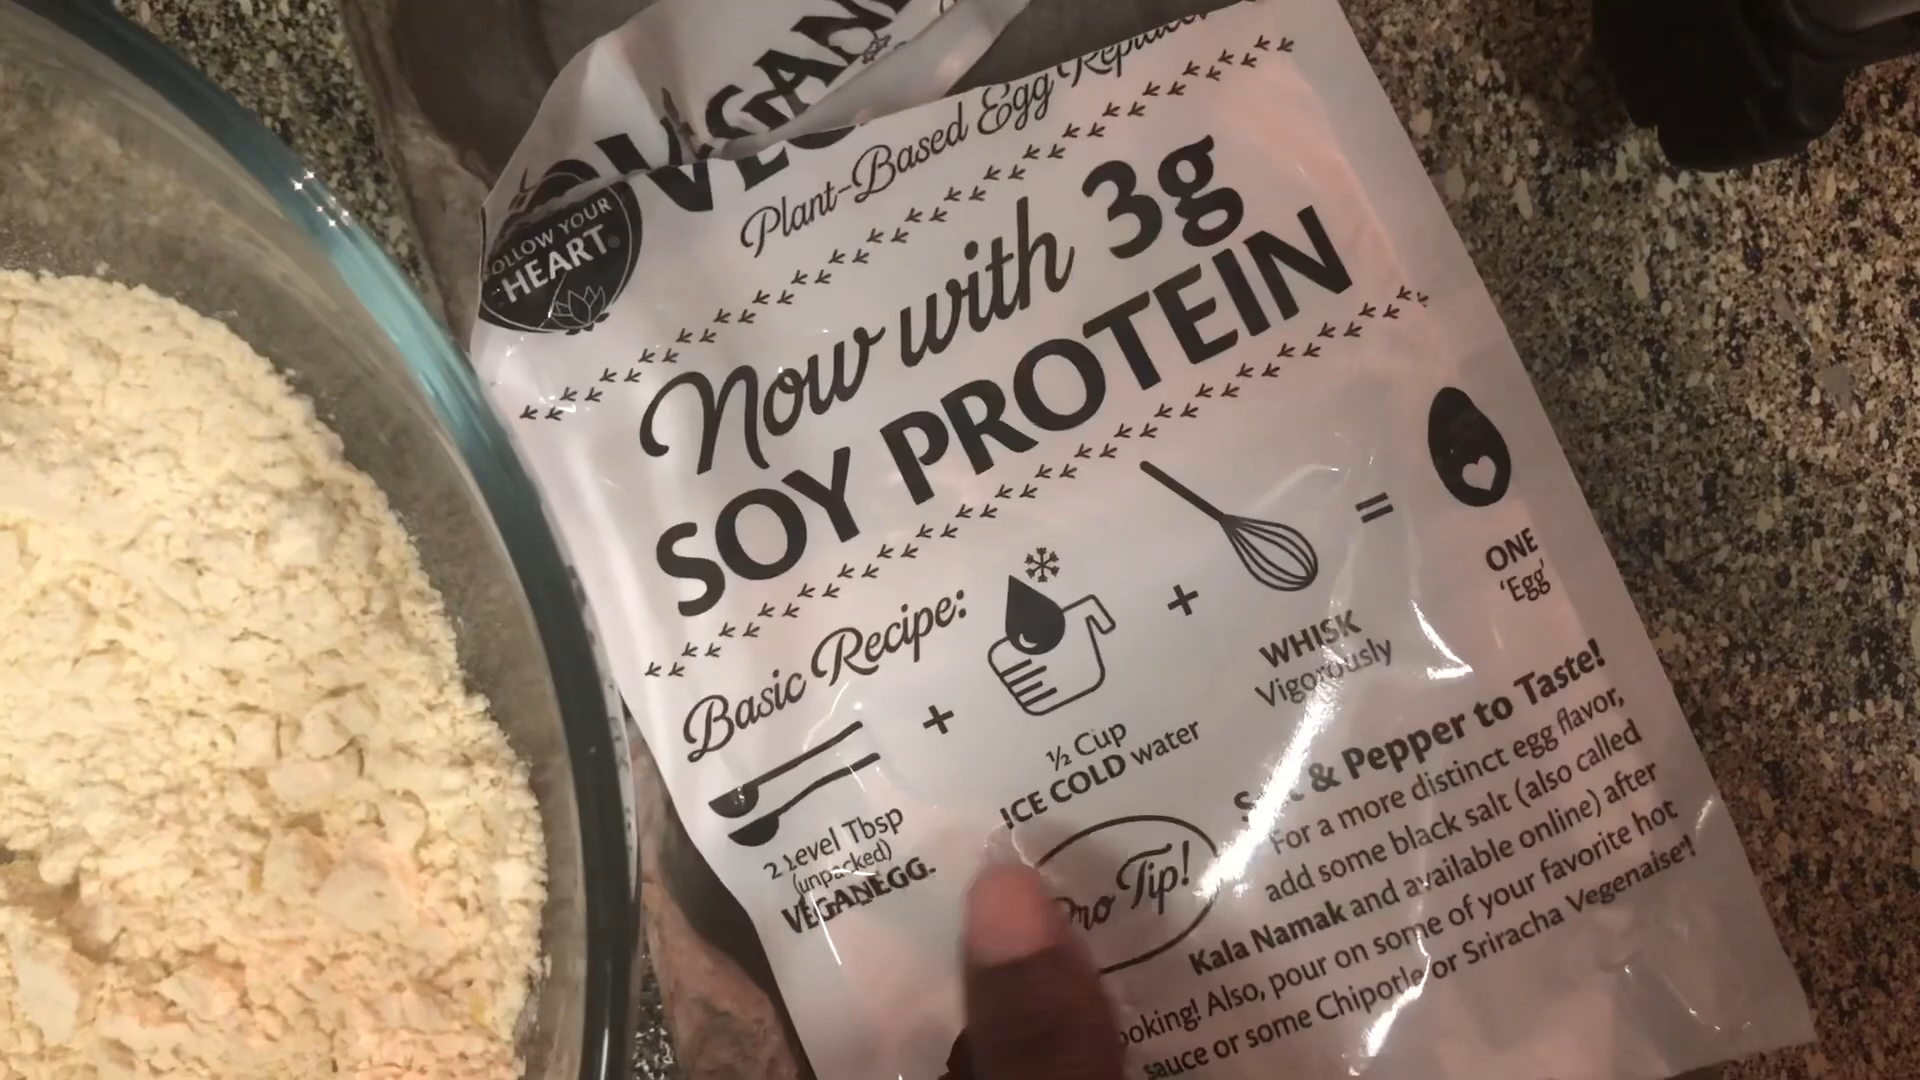 VEGAN
Plant-Based Egg
FOLLOW YOUR
HEART®
Now with 3g
SOY PROTEIN
Basic Recipe:
+
+
=
2 Level Tbsp
(unpacked)
VEGANEGG.
½ Cup
ICE COLD water
WHISK
Vigorously
ONE
'Egg'
Pro Tip!
& Pepper to Taste!
For a more distinct egg flavor,
add some black salt (also called
Kala Namak and available online) after
cooking! Also, pour on some of your favorite hot
sauce or some Chipotle or Sriracha Vegenaise®!